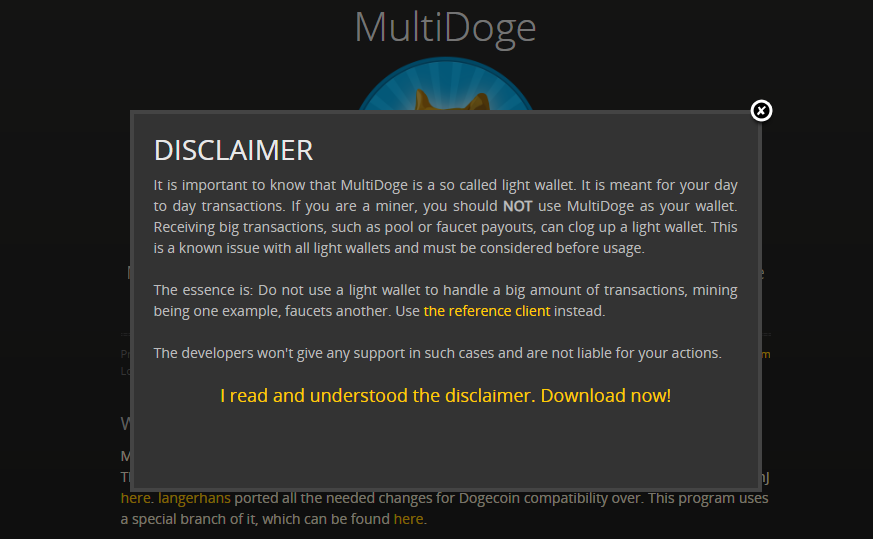 MultiDoge
DISCLAIMER
It is important to know that MultiDoge is a so called light wallet. It is meant for your day
to day transactions. If you are a miner, you should NOT use MultiDoge as your wallet.
Receiving big transactions, such as pool or faucet payouts, can clog up a light wallet. This
is a known issue with all light wallets and must be considered before usage.
The essence is: Do not use a light wallet to handle a big amount of transactions, mining
being one example, faucets another. Use the reference client instead.
The developers won't give any support in such cases and are not liable for your actions.
I read and understood the disclaimer. Download now!
here. langerhans ported all the needed changes for Dogecoin compatibility over. This program uses
a special branch of it, which can be found here.